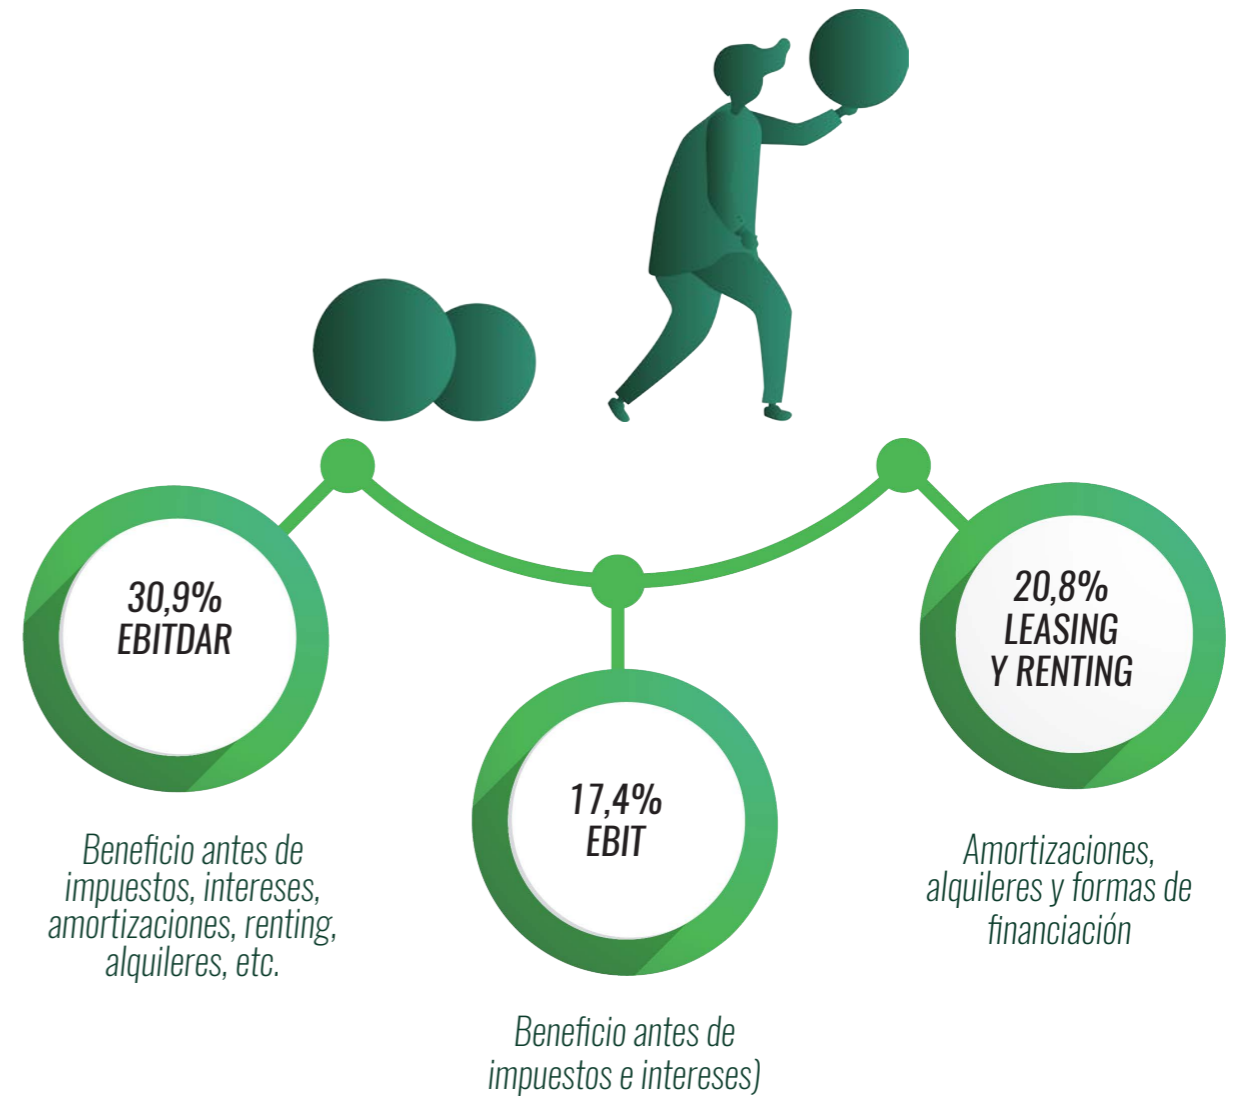 30,9%
EBITDAR
Beneficio antes de
impuestos, intereses,
amortizaciones, renting,
alquileres, etc.
17,4%
EBIT
Beneficio antes de
impuestos e intereses)
20,8%
LEASING
Y RENTING
Amortizaciones,
alquileres y formas de
financiación